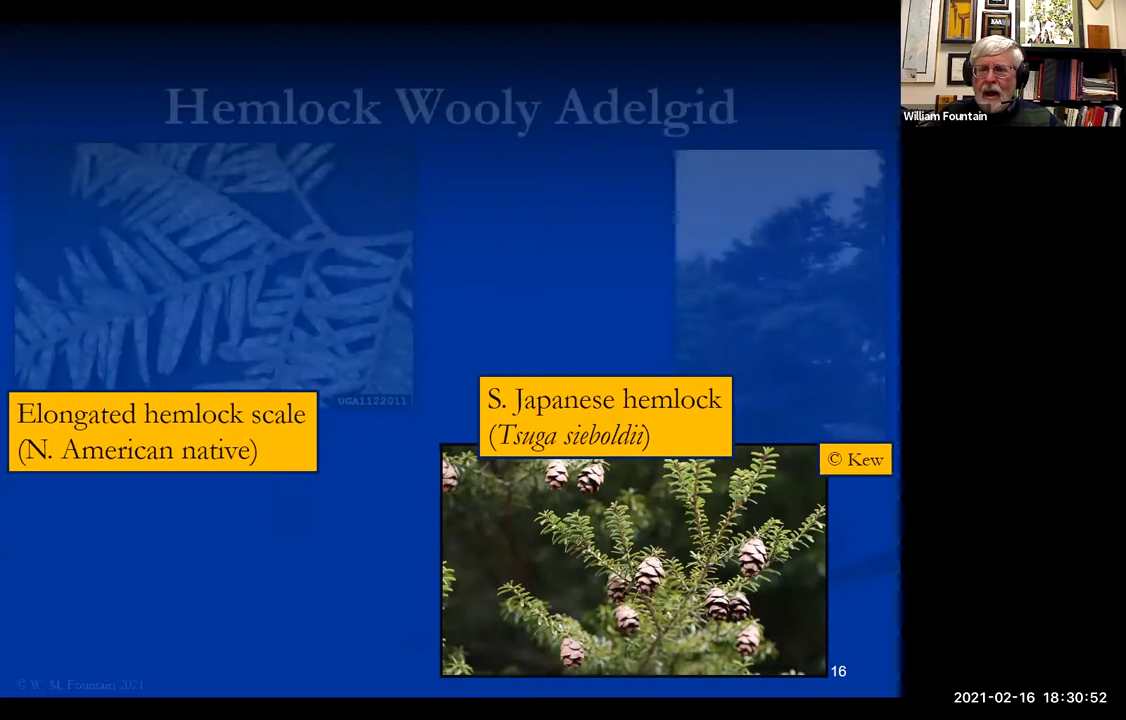 Hemlock Wooly Adelgid
William Fountain
UGA1122011
Elongated hemlock scale
(N. American native)
S. Japanese hemlock
(Tsuga sieboldii)
© Kew
16
© W. M. Fountain 2021
2021-02-16 18:30:52